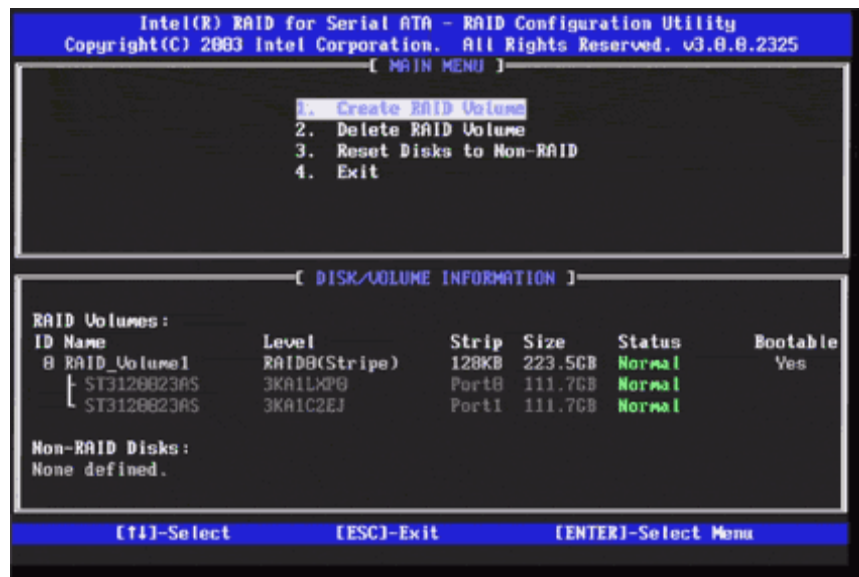 Intel(R) RAID for Serial ATA - RAID Configuration Utility
Copyright(C) 2003 Intel Corporation. All Rights Reserved. v3.0.0.2325
[ MAIN MENU ]
1. Create RAID Volume
2. Delete RAID Volume
3. Reset Disks to Non-RAID
4. Exit
[ DISK/VOLUME INFORMATION ]
RAID Volumes:
ID Name Level Strip Size Status Bootable
0 RAID_Volume1 RAID0(Stripe) 128KB 223.5GB Normal Yes
ST3120023AS 3KA1LXP0 Port0 111.7GB Normal
ST3120023AS 3KA1C2EJ Port1 111.7GB Normal
Non-RAID Disks:
None defined.
[↑↓]-Select [ESC]-Exit [ENTER]-Select Menu